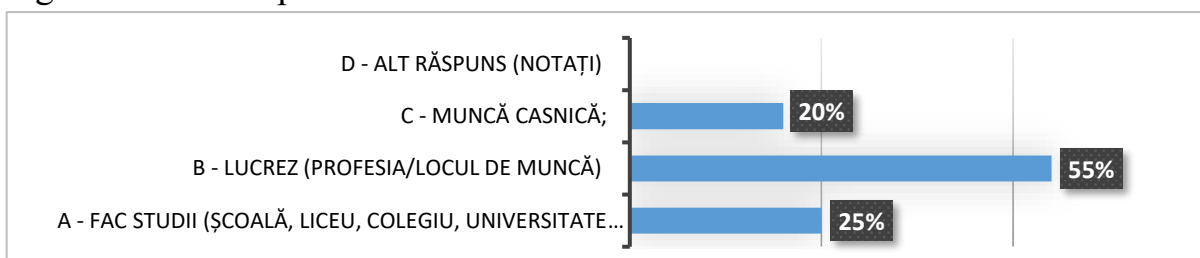 D - ALT RĂSPUNS (NOTAȚI)
C - MUNCĂ CASNICĂ;
20%
B - LUCREZ (PROFESIA/LOCUL DE MUNCĂ)
55%
A - FAC STUDII (ȘCOALĂ, LICEU, COLEGIU, UNIVERSITATE...
25%